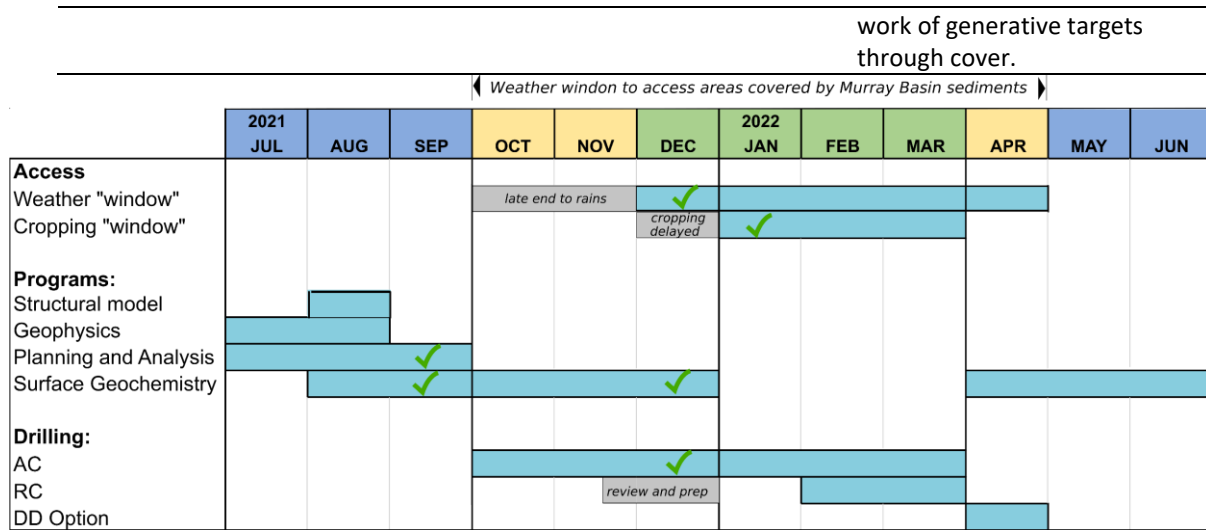 work of generative targets
through cover.
Weather windon to access areas covered by Murray Basin sediments
2021 2022
JUL AUG SEP OCT NOV DEC JAN FEB MAR APR MAY JUN
Access
Weather "window" late end to rains
Cropping "window" cropping delayed
Programs:
Structural model
Geophysics
Planning and Analysis
Surface Geochemistry
Drilling:
AC
RC review and prep
DD Option